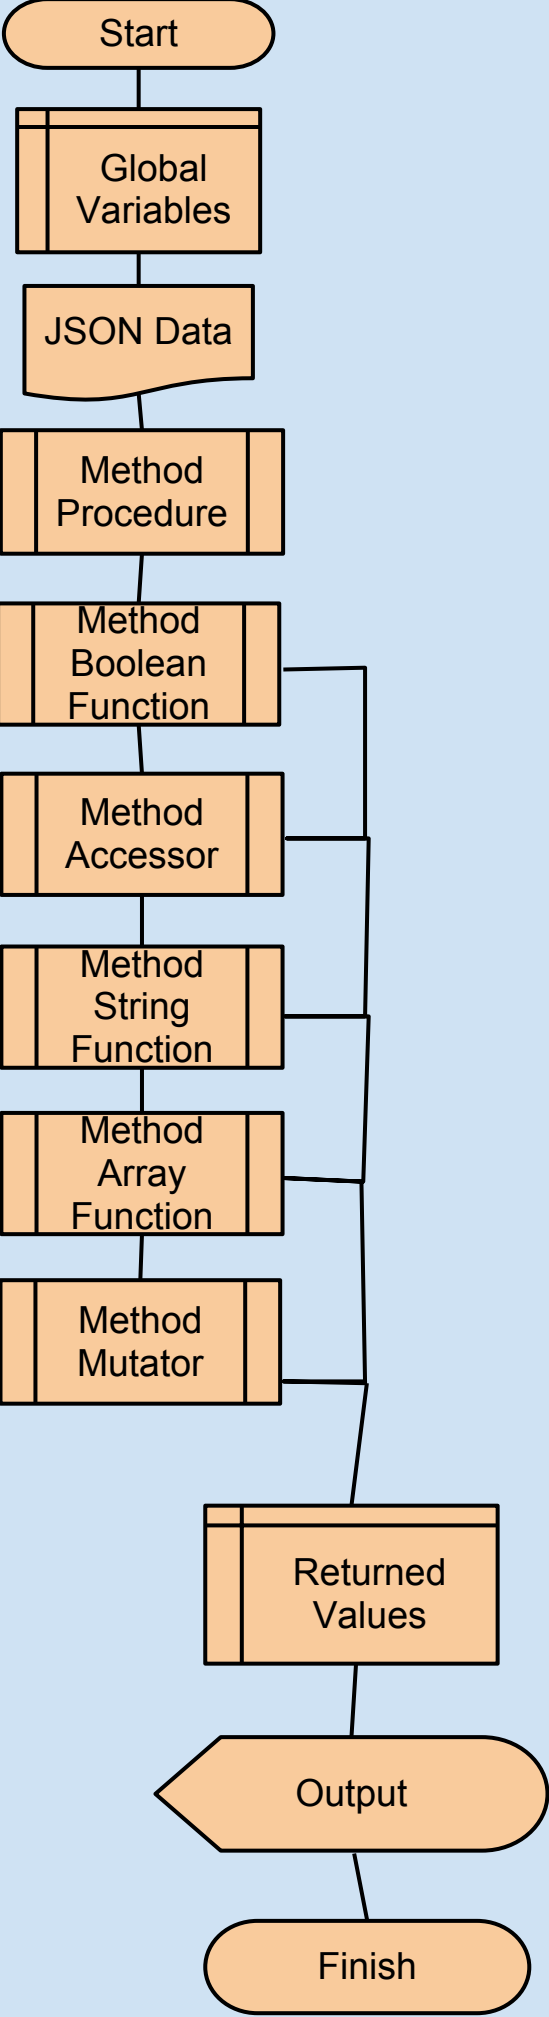 Start
Global
Variables
JSON Data
Method
Procedure
Method
Boolean
Function
Method
Accessor
Method
String
Function
Method
Array
Function
Method
Mutator
Returned
Values
Output
Finish